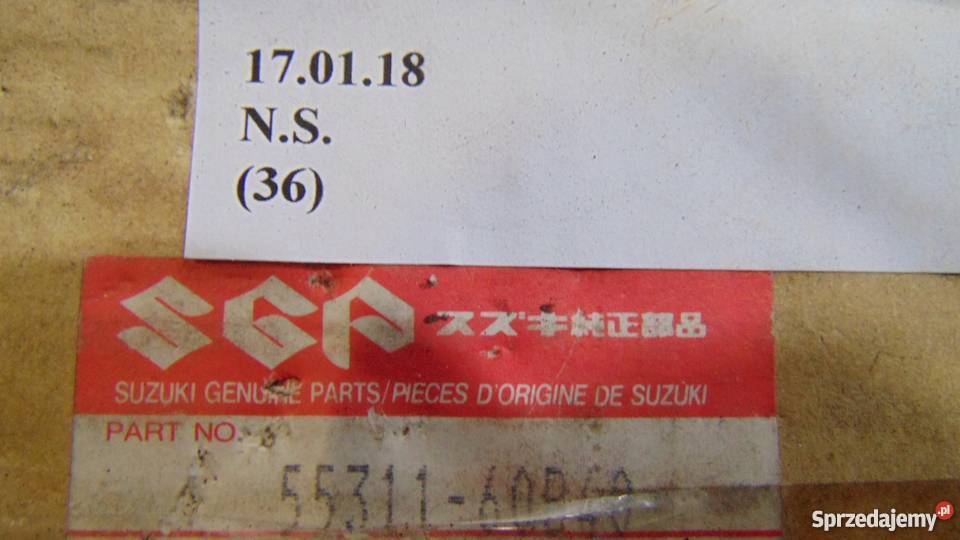 17.01.18
N.S.
(36)
SGP スズキ純正部品
SUZUKI GENUINE PARTS/PIECES D'ORIGINE DE SUZUKI
PART NO.
55311-60B
Sprzedajemy.pl